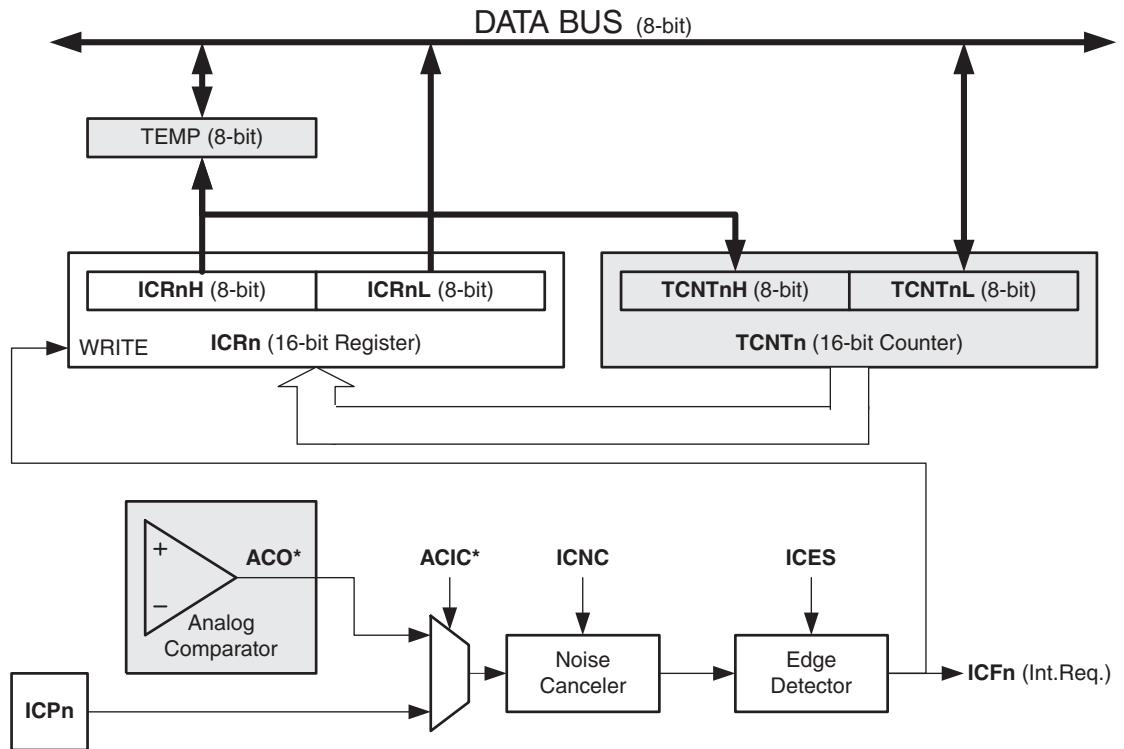 DATA BUS (8-bit)
TEMP (8-bit)
ICRnH (8-bit) ICRnL (8-bit) TCNTnH (8-bit) TCNTnL (8-bit)
WRITE ICRn (16-bit Register) TCNTn (16-bit Counter)
+ ACO* ACIC* ICNC ICES
−
Analog
Comparator
Noise
Canceler
Edge
Detector
ICFn (Int.Req.)
ICPn